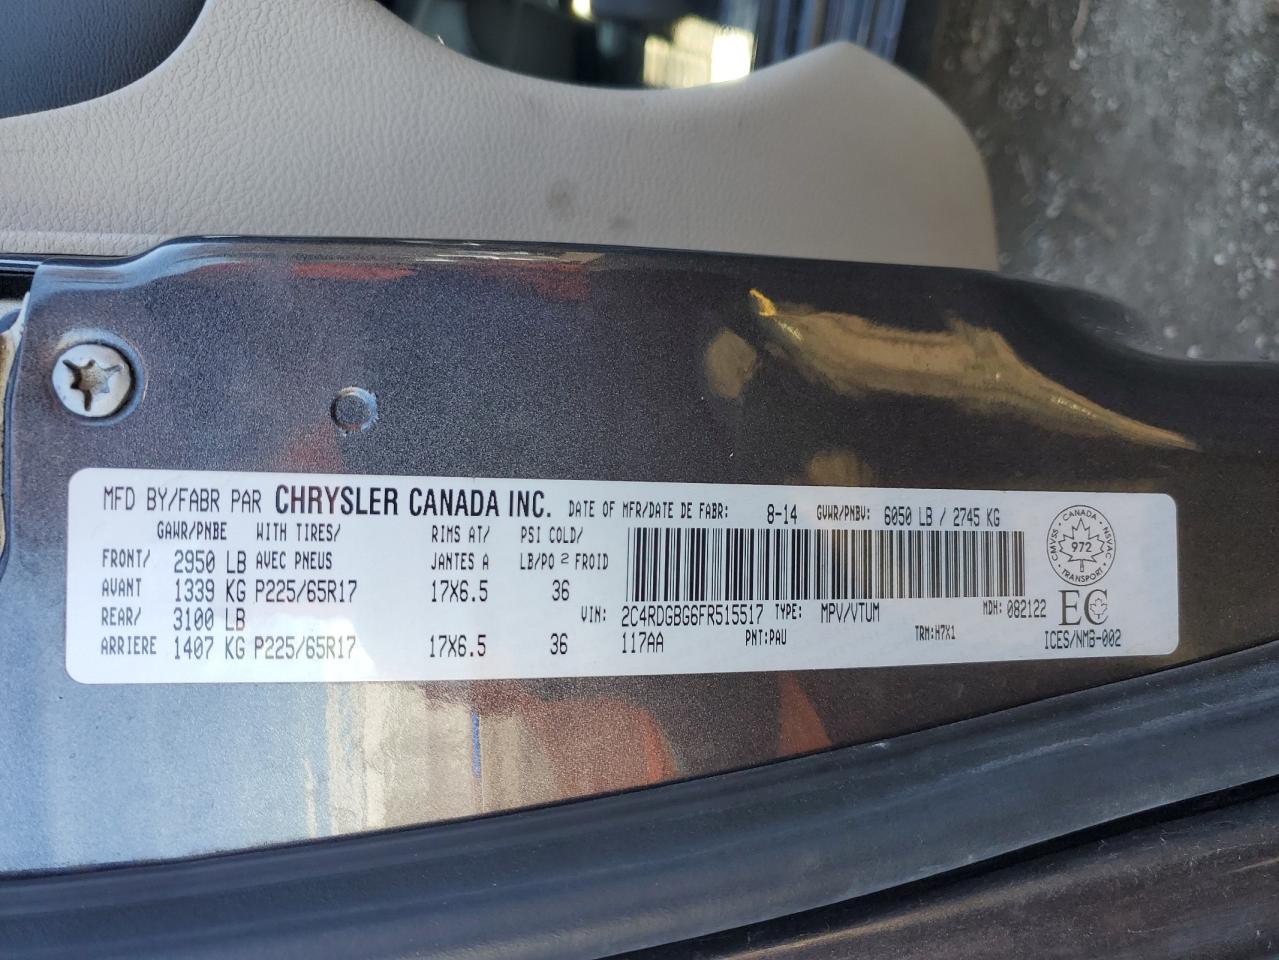 MFD BY/FABR PAR CHRYSLER CANADA INC. DATE OF MFR/DATE DE FABR: 8-14 GVWR/PNBV: 6050 LB / 2745 KG
GAWR/PNBE WITH TIRES/ RIMS AT/ PSI COLD/
FRONT/ 2950 LB AVEC PNEUS JANTES A LB/PO 2 FROID
AVANT 1339 KG P225/65R17 17X6.5 36
REAR/ 3100 LB
ARRIERE 1407 KG P225/65R17 17X6.5 36
VIN: 2C4RDGBG6FR515517 TYPE: MPV/VTUM MDH: 082122
117AA PNT:PAU TRM:H7X1
CANADA
CMVSS NSVAC
972
TRANSPORT
EC
ICES/NMB-002